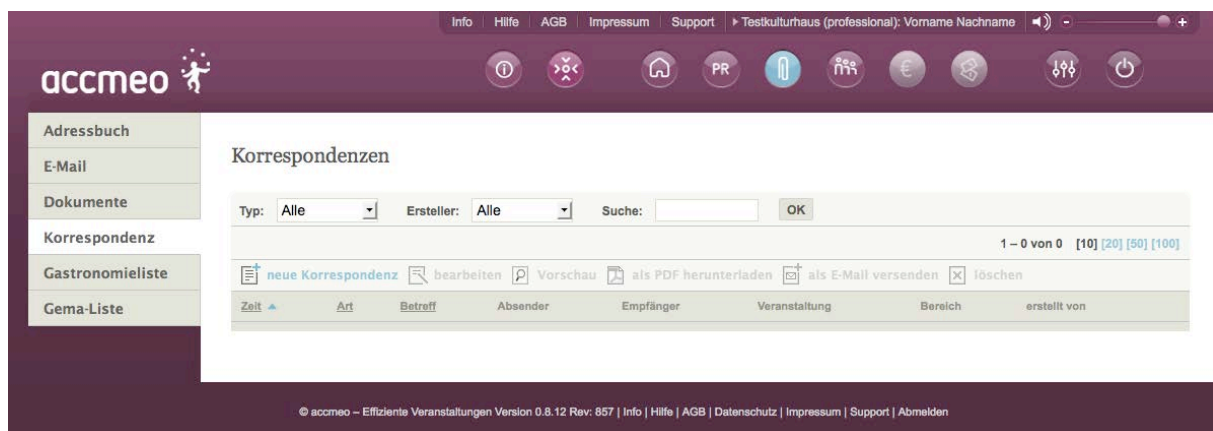 Info | Hilfe | AGB | Impressum | Support | Testkulturhaus (professional): Vorname Nachname - +
accmeo PR €
Adressbuch
E-Mail
Dokumente
Korrespondenz
Gastronomieliste
Gema-Liste
Korrespondenzen
Typ: Alle Ersteller: Alle Suche: OK
1 – 0 von 0 [10] [20] [50] [100]
neue Korrespondenz bearbeiten Vorschau als PDF herunterladen als E-Mail versenden löschen
Zeit Art Betreff Absender Empfänger Veranstaltung Bereich erstellt von
© accmeo – Effiziente Veranstaltungen Version 0.8.12 Rev: 857 | Info | Hilfe | AGB | Datenschutz | Impressum | Support | Abmelden